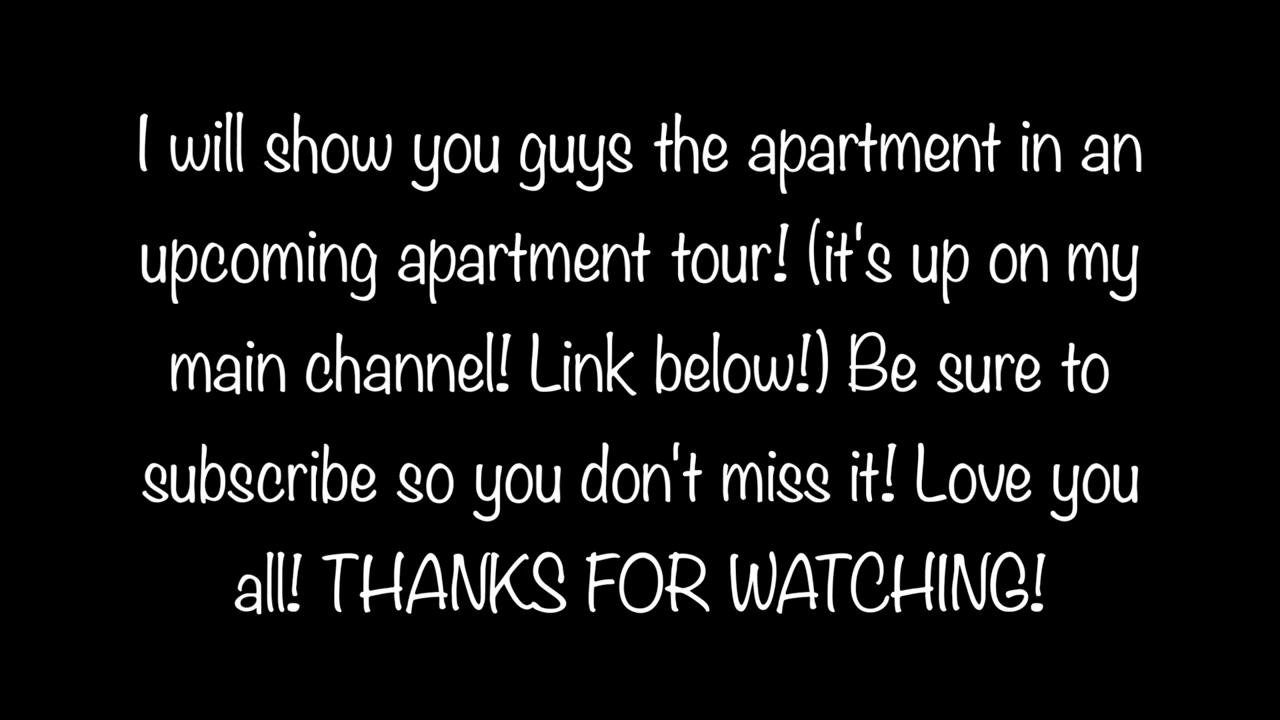 I will show you guys the apartment in an
upcoming apartment tour! (it's up on my
main channel! Link below!) Be sure to
subscribe so you don't miss it! Love you
all! THANKS FOR WATCHING!